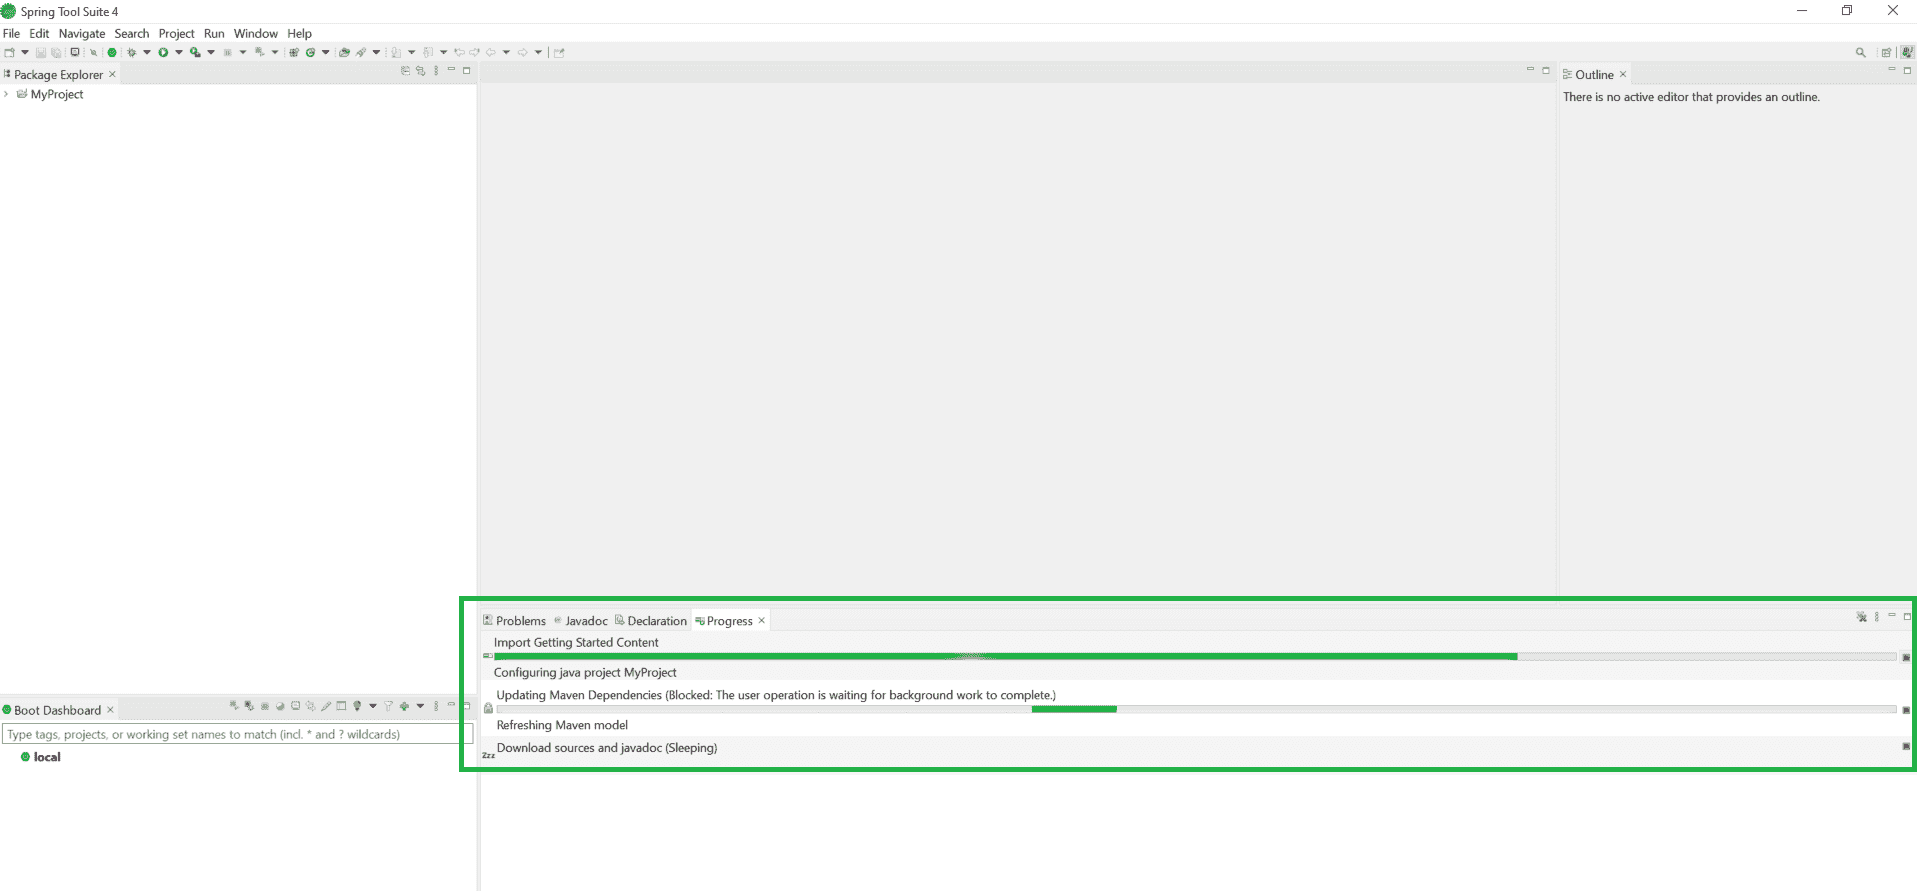 Spring Tool Suite 4
File Edit Navigate Search Project Run Window Help
Package Explorer
MyProject
Outline
There is no active editor that provides an outline.
Problems Javadoc Declaration Progress
Import Getting Started Content
Configuring java project MyProject
Updating Maven Dependencies (Blocked: The user operation is waiting for background work to complete.)
Refreshing Maven model
Zzz Download sources and javadoc (Sleeping)
Boot Dashboard
Type tags, projects, or working set names to match (incl. * and ? wildcards)
local